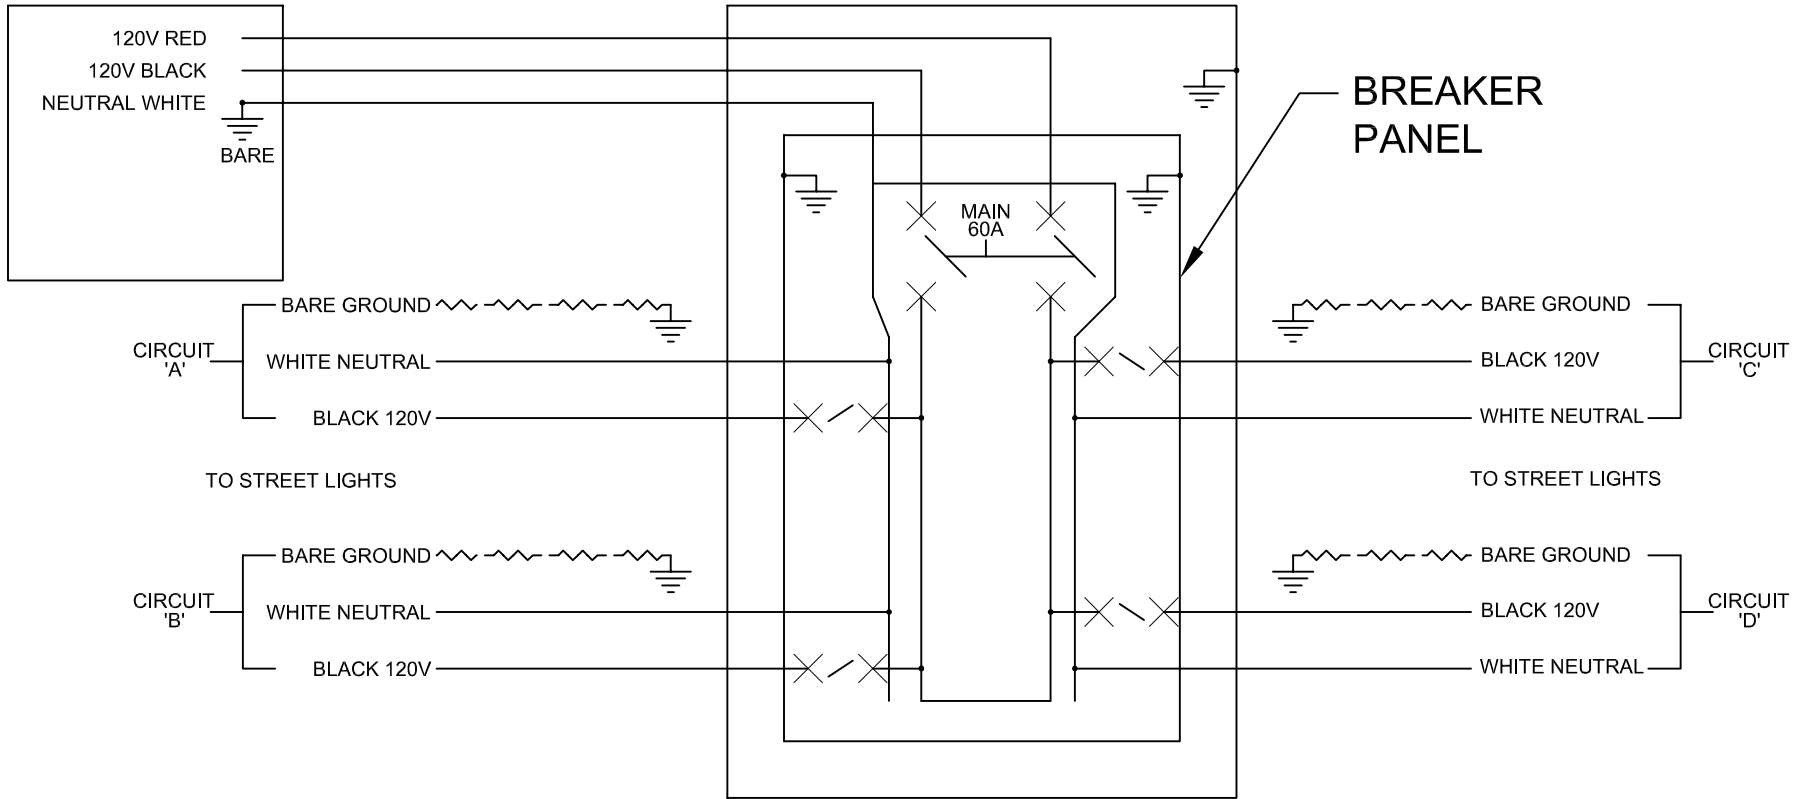 120V RED
120V BLACK
NEUTRAL WHITE
BARE
BREAKER
PANEL
MAIN
60A
BARE GROUND
WHITE NEUTRAL
BLACK 120V
CIRCUIT
'A'
TO STREET LIGHTS
BARE GROUND
WHITE NEUTRAL
BLACK 120V
CIRCUIT
'B'
BARE GROUND
BLACK 120V
WHITE NEUTRAL
CIRCUIT
'C'
TO STREET LIGHTS
BARE GROUND
BLACK 120V
WHITE NEUTRAL
CIRCUIT
'D'